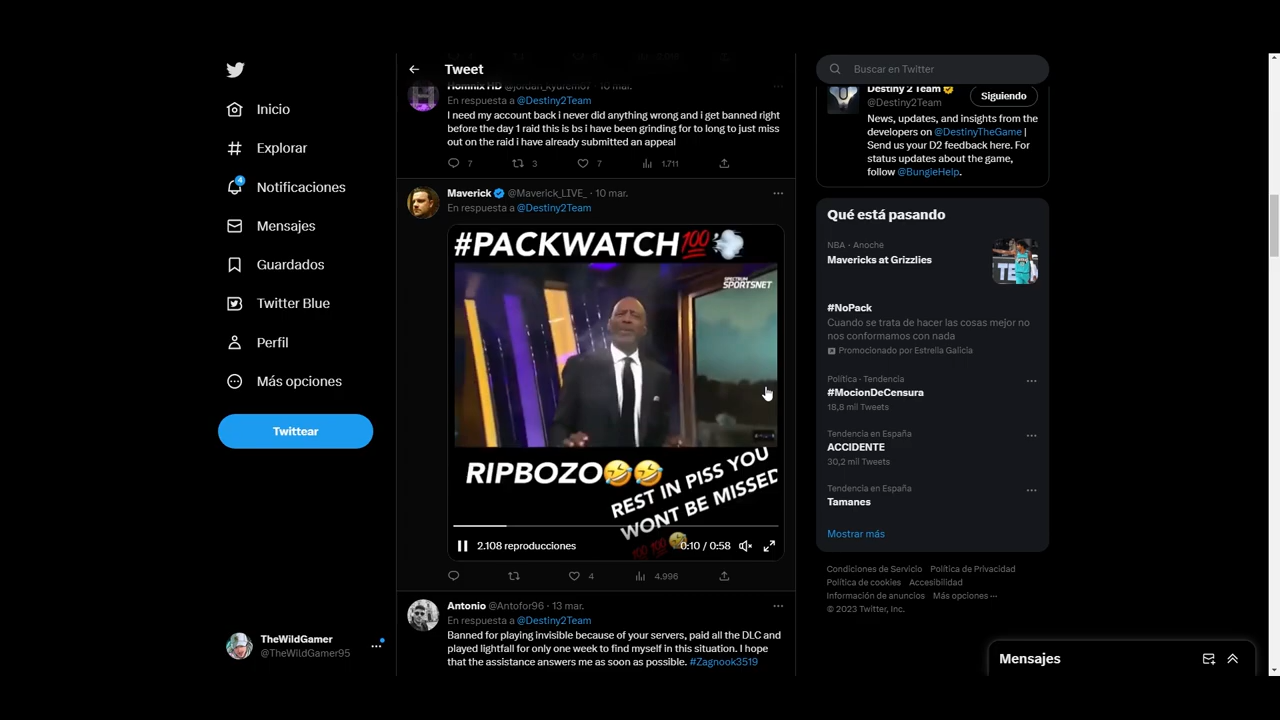 Inicio
Explorar
4
Notificaciones
Mensajes
Guardados
Twitter Blue
Perfil
Más opciones
Twittear
TheWildGamer
@TheWildGamer95
Tweet
Hominix HD @jordan_kyurem07 · 10 mar.
En respuesta a @Destiny2Team
I need my account back i never did anything wrong and i get banned right
before the day 1 raid this is bs i have been grinding for to long to just miss
out on the raid i have already submitted an appeal
7 3 7 1.711
Maverick @Maverick_LIVE_ · 10 mar.
En respuesta a @Destiny2Team
#PACKWATCH💯💨
SPECTRUM
SPORTSNET
RIPBOZO🤣🤣
REST IN PISS YOU
WONT BE MISSED
💯💯🤣
2.108 reproducciones 0:10 / 0:58
4 4,996
Antonio @Antofor96 · 13 mar.
En respuesta a @Destiny2Team
Banned for playing invisible because of your servers, paid all the DLC and
played lightfall for only one week to find myself in this situation. I hope
that the assistance answers me as soon as possible. #Zagnook3519
Buscar en Twitter
Destiny 2 Team
@Destiny2Team
Siguiendo
News, updates, and insights from the
developers on @DestinyTheGame |
Send us your D2 feedback here. For
status updates about the game,
follow @BungieHelp.
Qué está pasando
NBA · Anoche
Mavericks at Grizzlies
#NoPack
Cuando se trata de hacer las cosas mejor no
nos conformamos con nada
Promocionado por Estrella Galicia
Política · Tendencia
#MocionDeCensura
18,8 mil Tweets
Tendencia en España
ACCIDENTE
30,2 mil Tweets
Tendencia en España
Tamanes
Mostrar más
Condiciones de Servicio Política de Privacidad
Política de cookies Accesibilidad
Información de anuncios Más opciones ···
© 2023 Twitter, Inc.
Mensajes